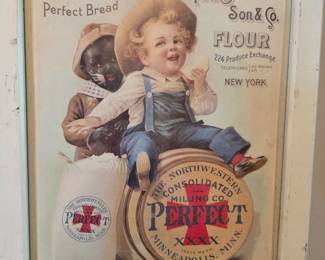 Perfect Bread
Son & Co.
FLOUR
226 Produce Exchange
NEW YORK
THE NORTHWESTERN
CONSOLIDATED
MILLING CO.
PERFECT
XXXX
MINNEAPOLIS, MINN.
PERFECT